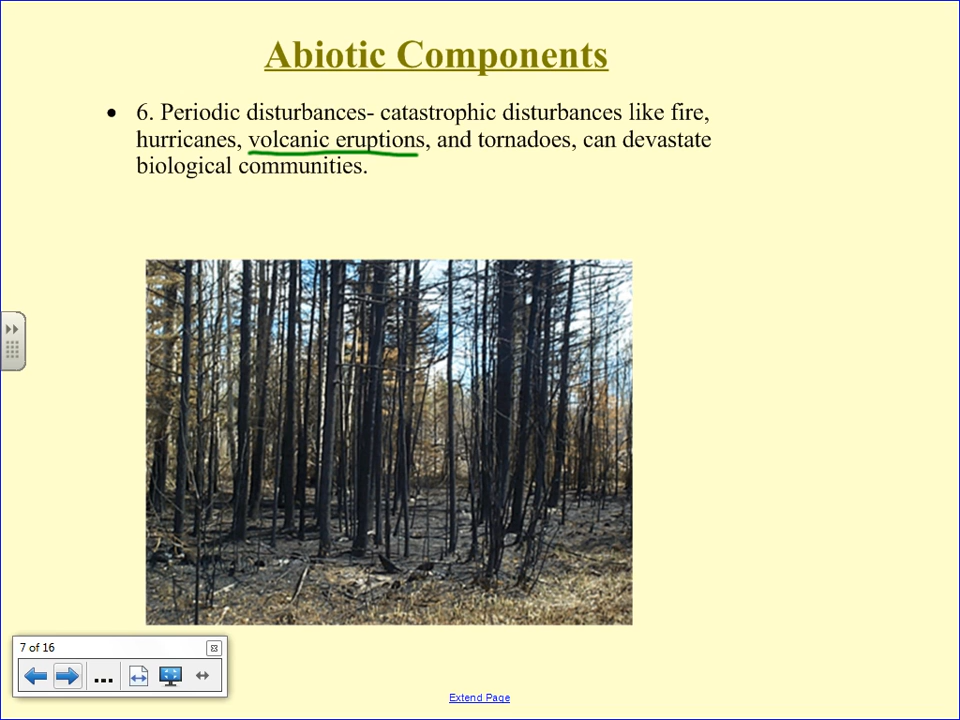 Abiotic Components
• 6. Periodic disturbances- catastrophic disturbances like fire,
hurricanes, volcanic eruptions, and tornadoes, can devastate
biological communities.
7 of 16
Extend Page